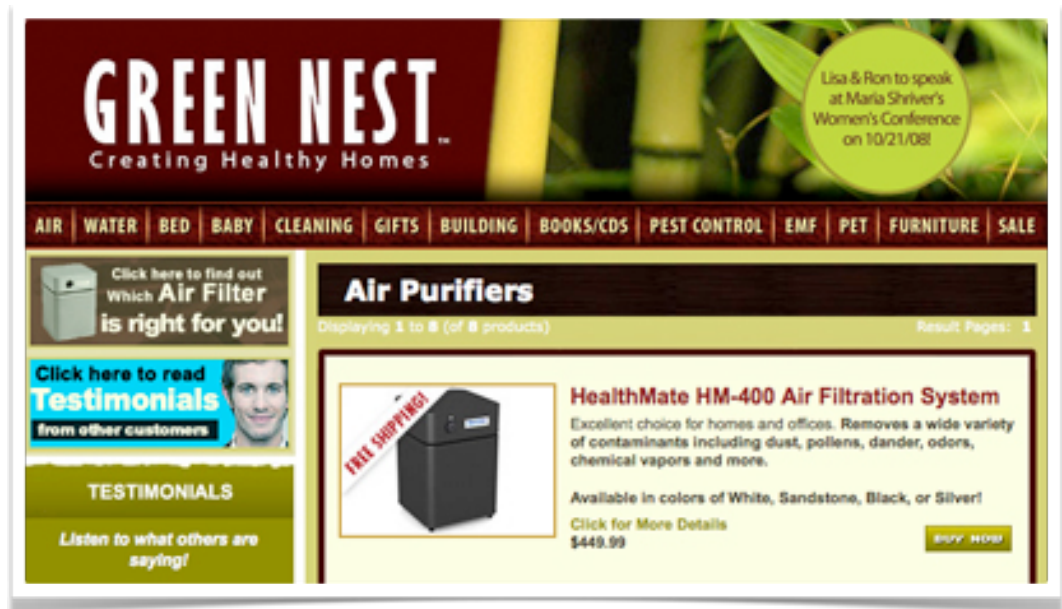 GREEN NEST™
Creating Healthy Homes
Lisa & Ron to speak
at Maria Shriver's
Women's Conference
on 10/21/08!
AIR WATER BED BABY CLEANING GIFTS BUILDING BOOKS/CDS PEST CONTROL EMF PET FURNITURE SALE
Click here to find out
Which Air Filter
is right for you!
Click here to read
Testimonials
from other customers
TESTIMONIALS
Listen to what others are
saying!
Air Purifiers
Displaying 1 to 8 (of 8 products) Result Pages: 1
FREE SHIPPING!
HealthMate HM-400 Air Filtration System
Excellent choice for homes and offices. Removes a wide variety
of contaminants including dust, pollens, dander, odors,
chemical vapors and more.
Available in colors of White, Sandstone, Black, or Silver!
Click for More Details
$449.99
BUY NOW